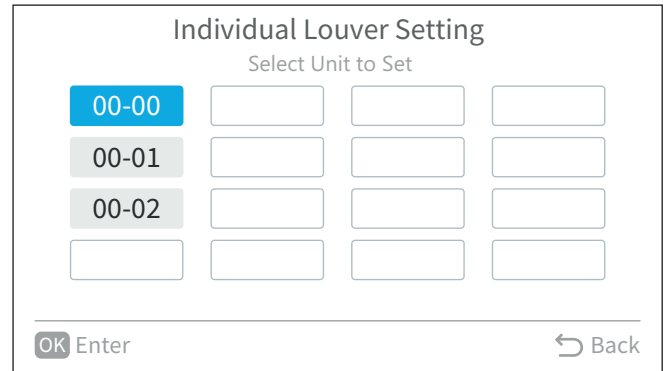 Individual Louver Setting
Select Unit to Set
00-00
00-01
00-02
OK Enter
Back